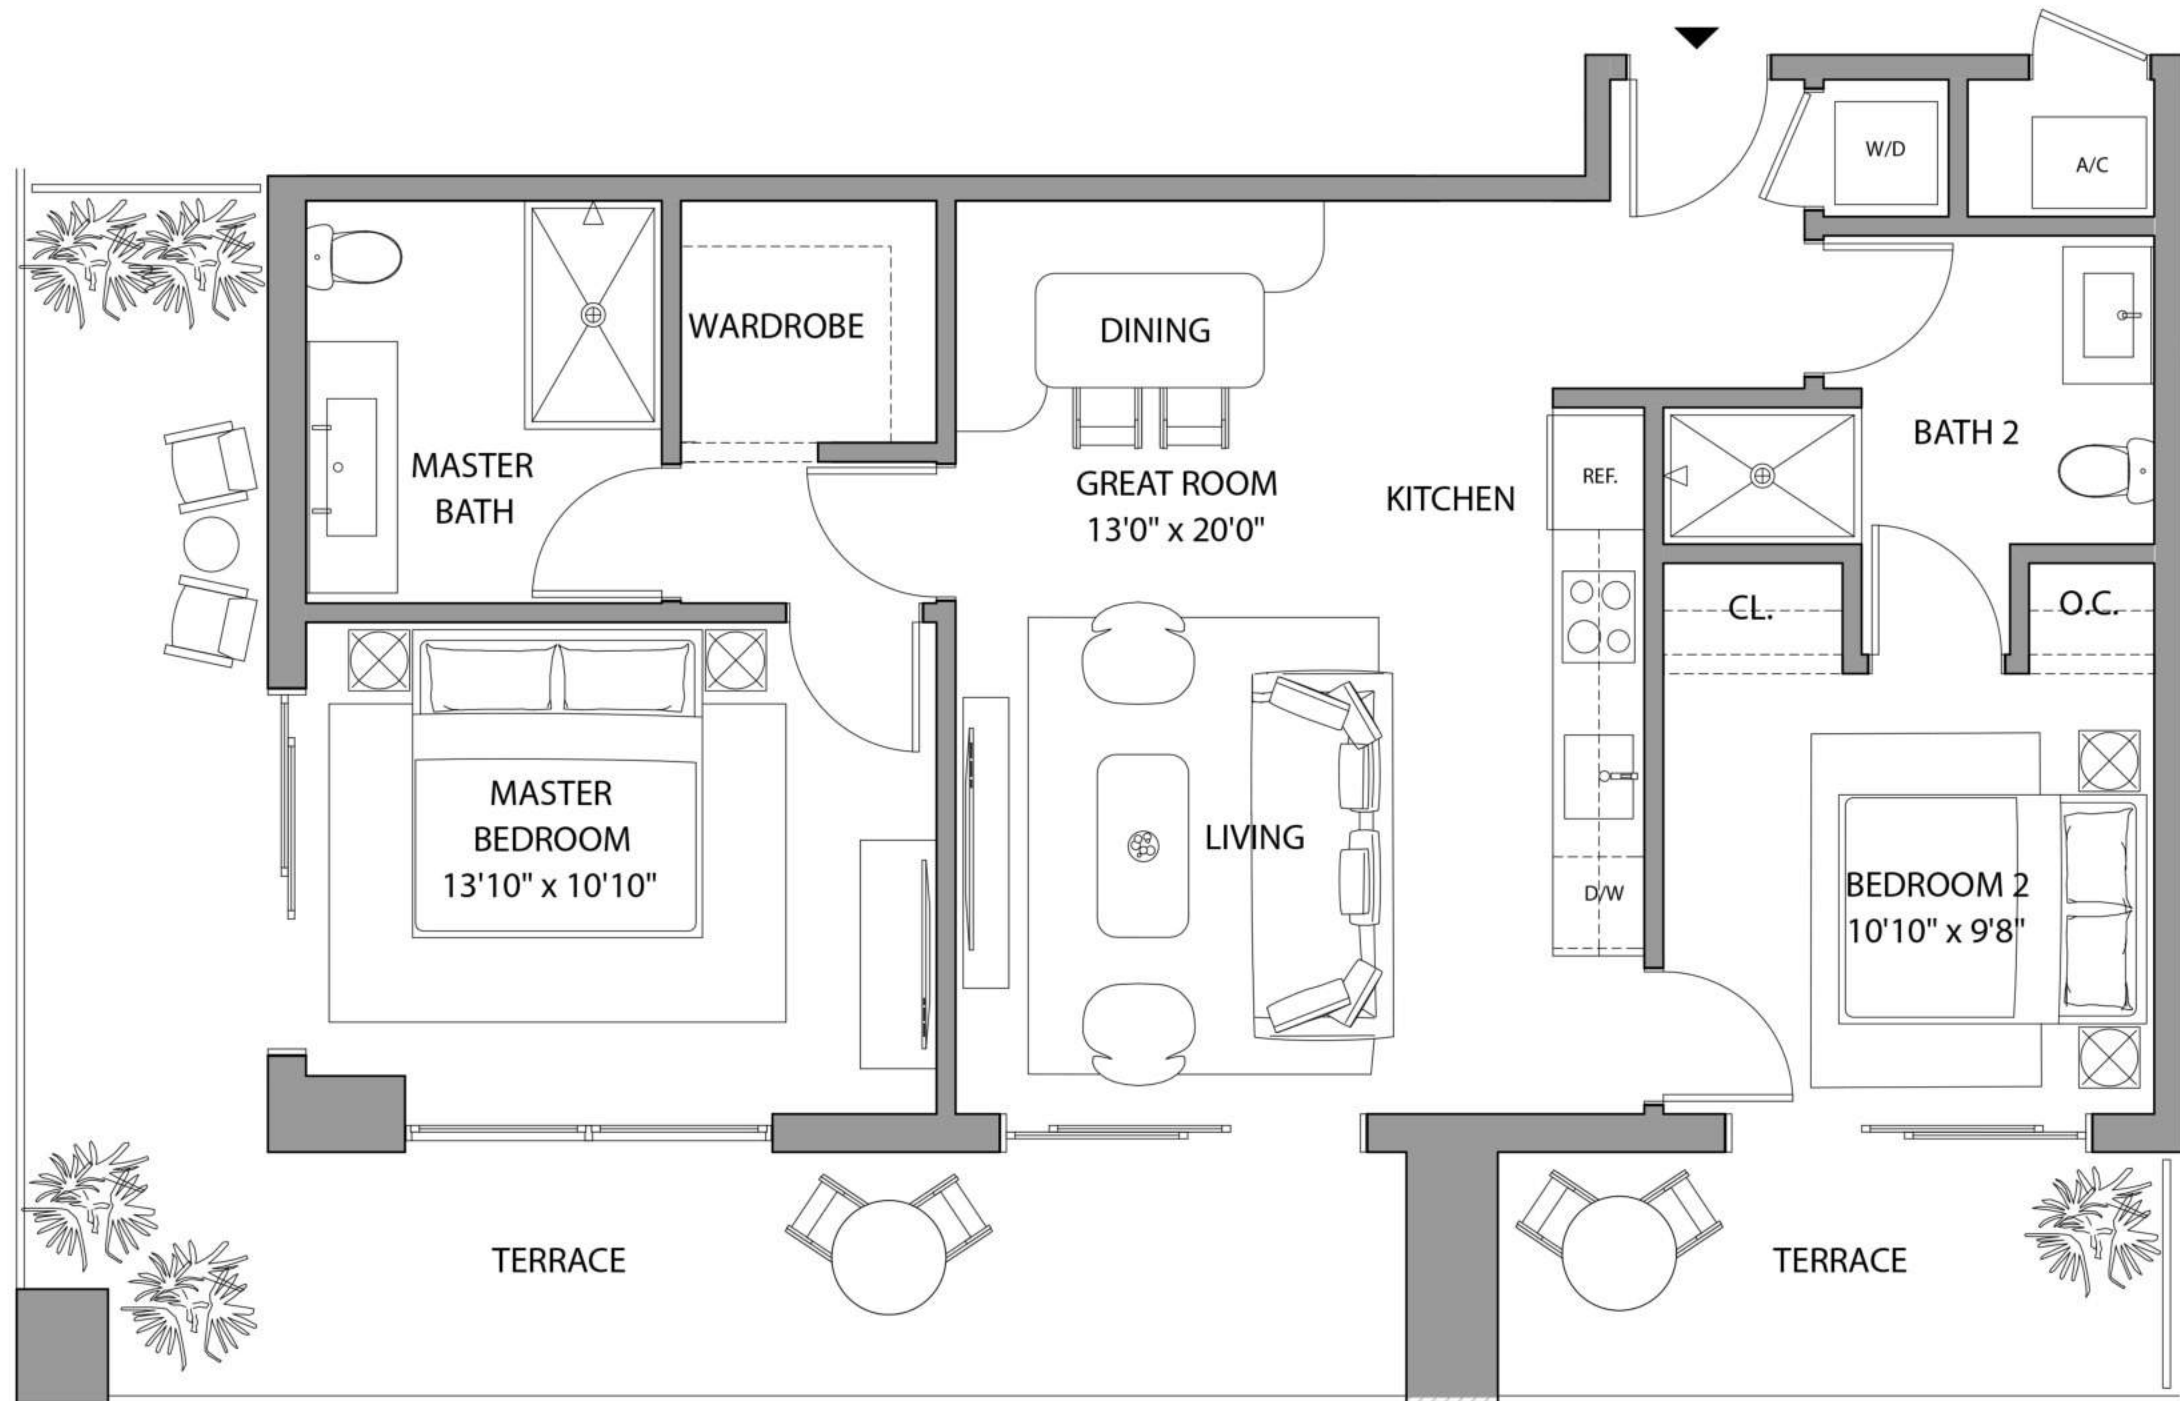 W/D
A/C
WARDROBE
DINING
MASTER
BATH
GREAT ROOM
13'0" x 20'0"
KITCHEN
REF.
BATH 2
CL.
O.C.
MASTER
BEDROOM
13'10" x 10'10"
LIVING
D/W
BEDROOM 2
10'10" x 9'8"
TERRACE
TERRACE